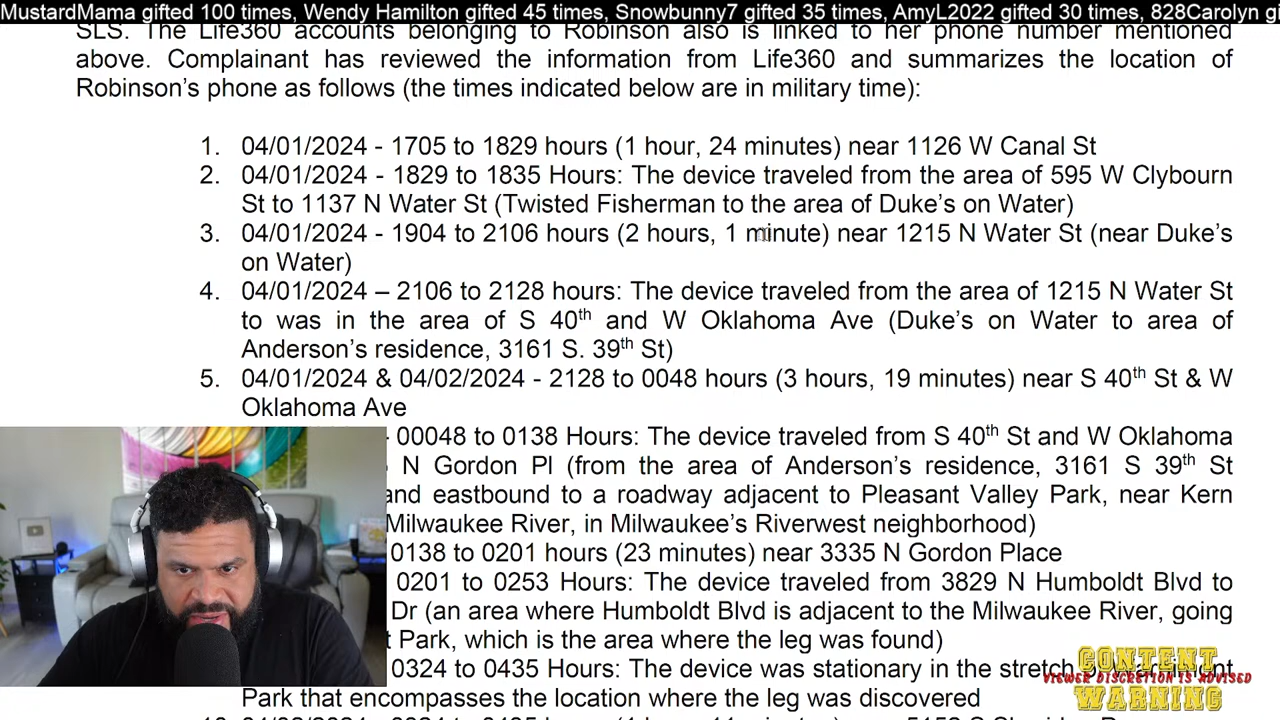 MustardMama gifted 100 times, Wendy Hamilton gifted 45 times, Snowbunny7 gifted 35 times, AmyL2022 gifted 30 times, 828Carolyn gi
SLS. The Life360 accounts belonging to Robinson also is linked to her phone number mentioned
above. Complainant has reviewed the information from Life360 and summarizes the location of
Robinson's phone as follows (the times indicated below are in military time):
1. 04/01/2024 - 1705 to 1829 hours (1 hour, 24 minutes) near 1126 W Canal St
2. 04/01/2024 - 1829 to 1835 Hours: The device traveled from the area of 595 W Clybourn
St to 1137 N Water St (Twisted Fisherman to the area of Duke's on Water)
3. 04/01/2024 - 1904 to 2106 hours (2 hours, 1 minute) near 1215 N Water St (near Duke's
on Water)
4. 04/01/2024 – 2106 to 2128 hours: The device traveled from the area of 1215 N Water St
to was in the area of S 40th and W Oklahoma Ave (Duke's on Water to area of
Anderson's residence, 3161 S. 39th St)
5. 04/01/2024 & 04/02/2024 - 2128 to 0048 hours (3 hours, 19 minutes) near S 40th St & W
Oklahoma Ave
- 00048 to 0138 Hours: The device traveled from S 40th St and W Oklahoma
N Gordon Pl (from the area of Anderson's residence, 3161 S 39th St
and eastbound to a roadway adjacent to Pleasant Valley Park, near Kern
Milwaukee River, in Milwaukee's Riverwest neighborhood)
0138 to 0201 hours (23 minutes) near 3335 N Gordon Place
0201 to 0253 Hours: The device traveled from 3829 N Humboldt Blvd to
Dr (an area where Humboldt Blvd is adjacent to the Milwaukee River, going
t Park, which is the area where the leg was found)
0324 to 0435 Hours: The device was stationary in the stretch
Park that encompasses the location where the leg was discovered
CONTENT
VIEWER DISCRETION IS ADVISED
WARNING